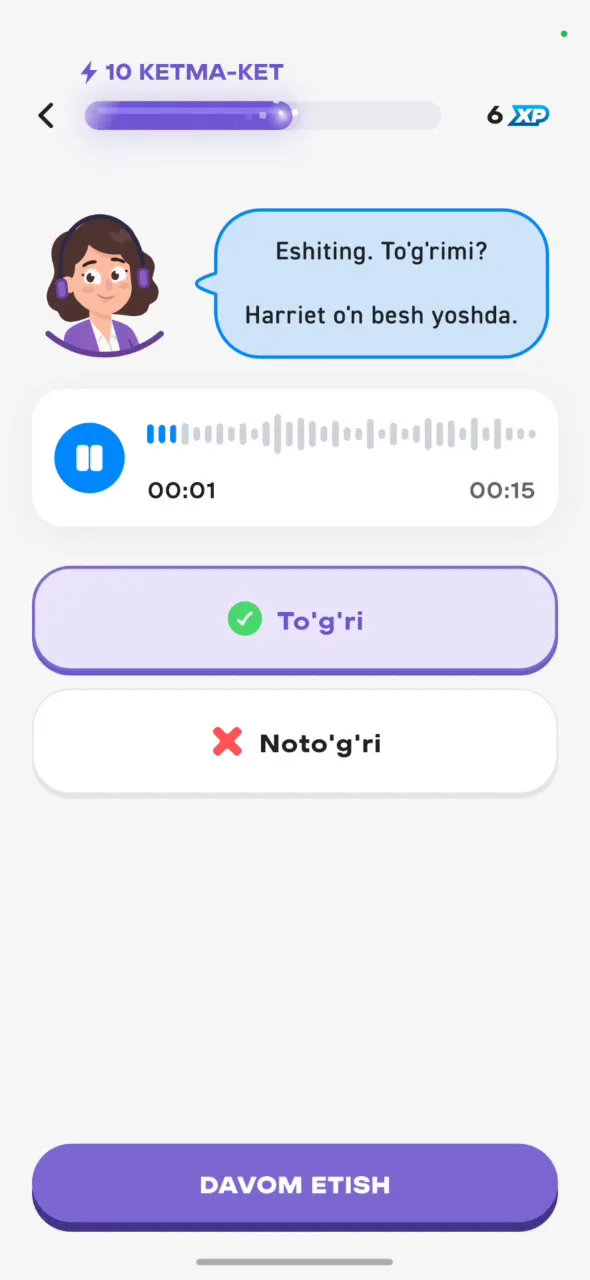 10 KETMA-KET
6 XP
Eshiting. To'g'rimi?
Harriet o'n besh yoshda.
00:01
00:15
To'g'ri
Noto'g'ri
DAVOM ETISH